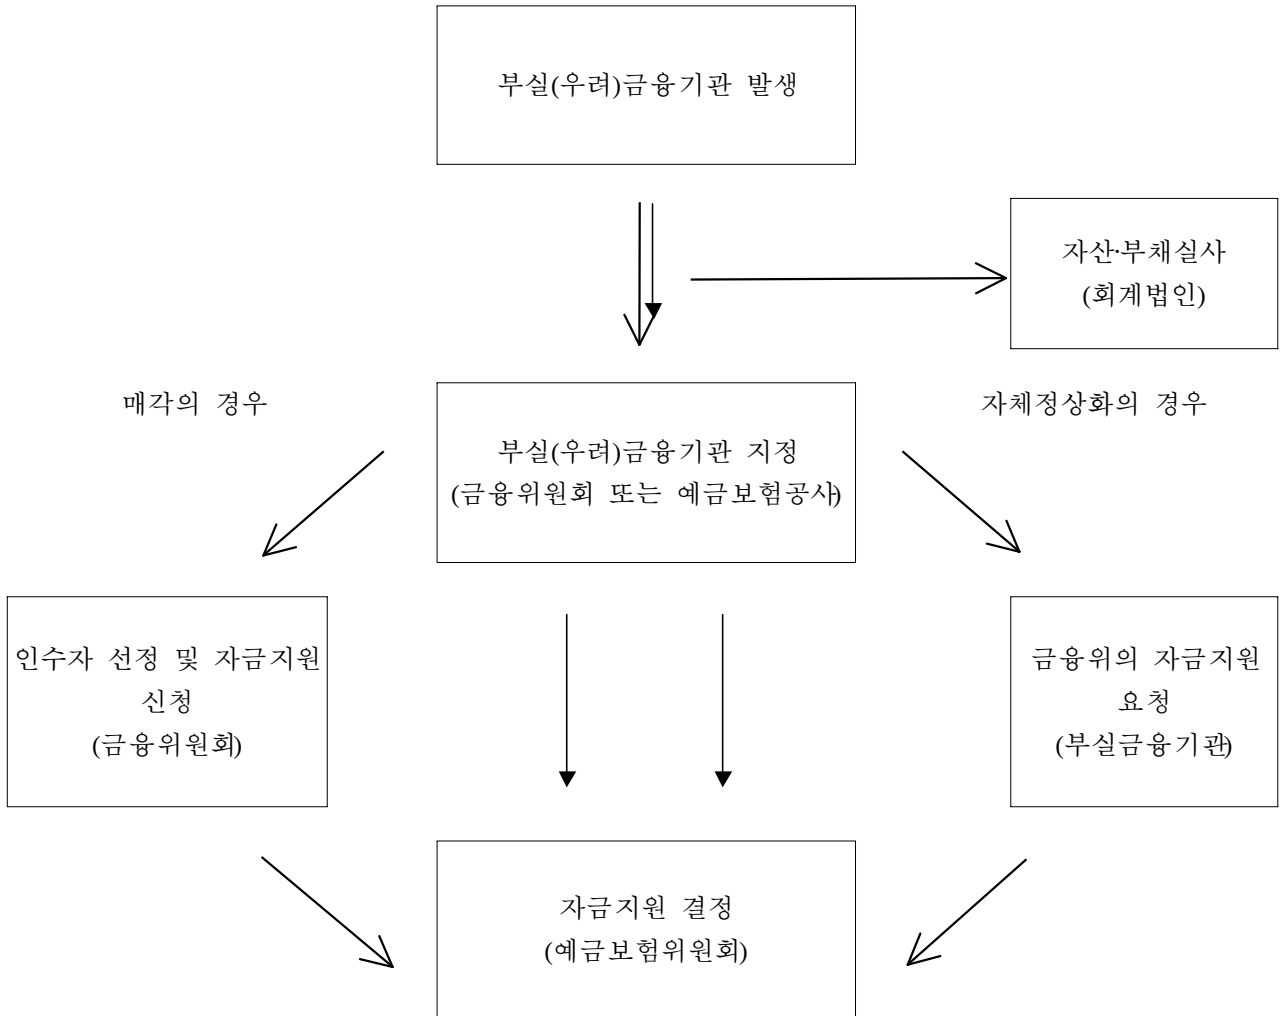 부실(우려)금융기관 발생
자산·부채실사
(회계법인)
매각의 경우
자체정상화의 경우
부실(우려)금융기관 지정
(금융위원회 또는 예금보험공사)
인수자 선정 및 자금지원
신청
(금융위원회)
금융위의 자금지원
요청
(부실금융기관)
자금지원 결정
(예금보험위원회)